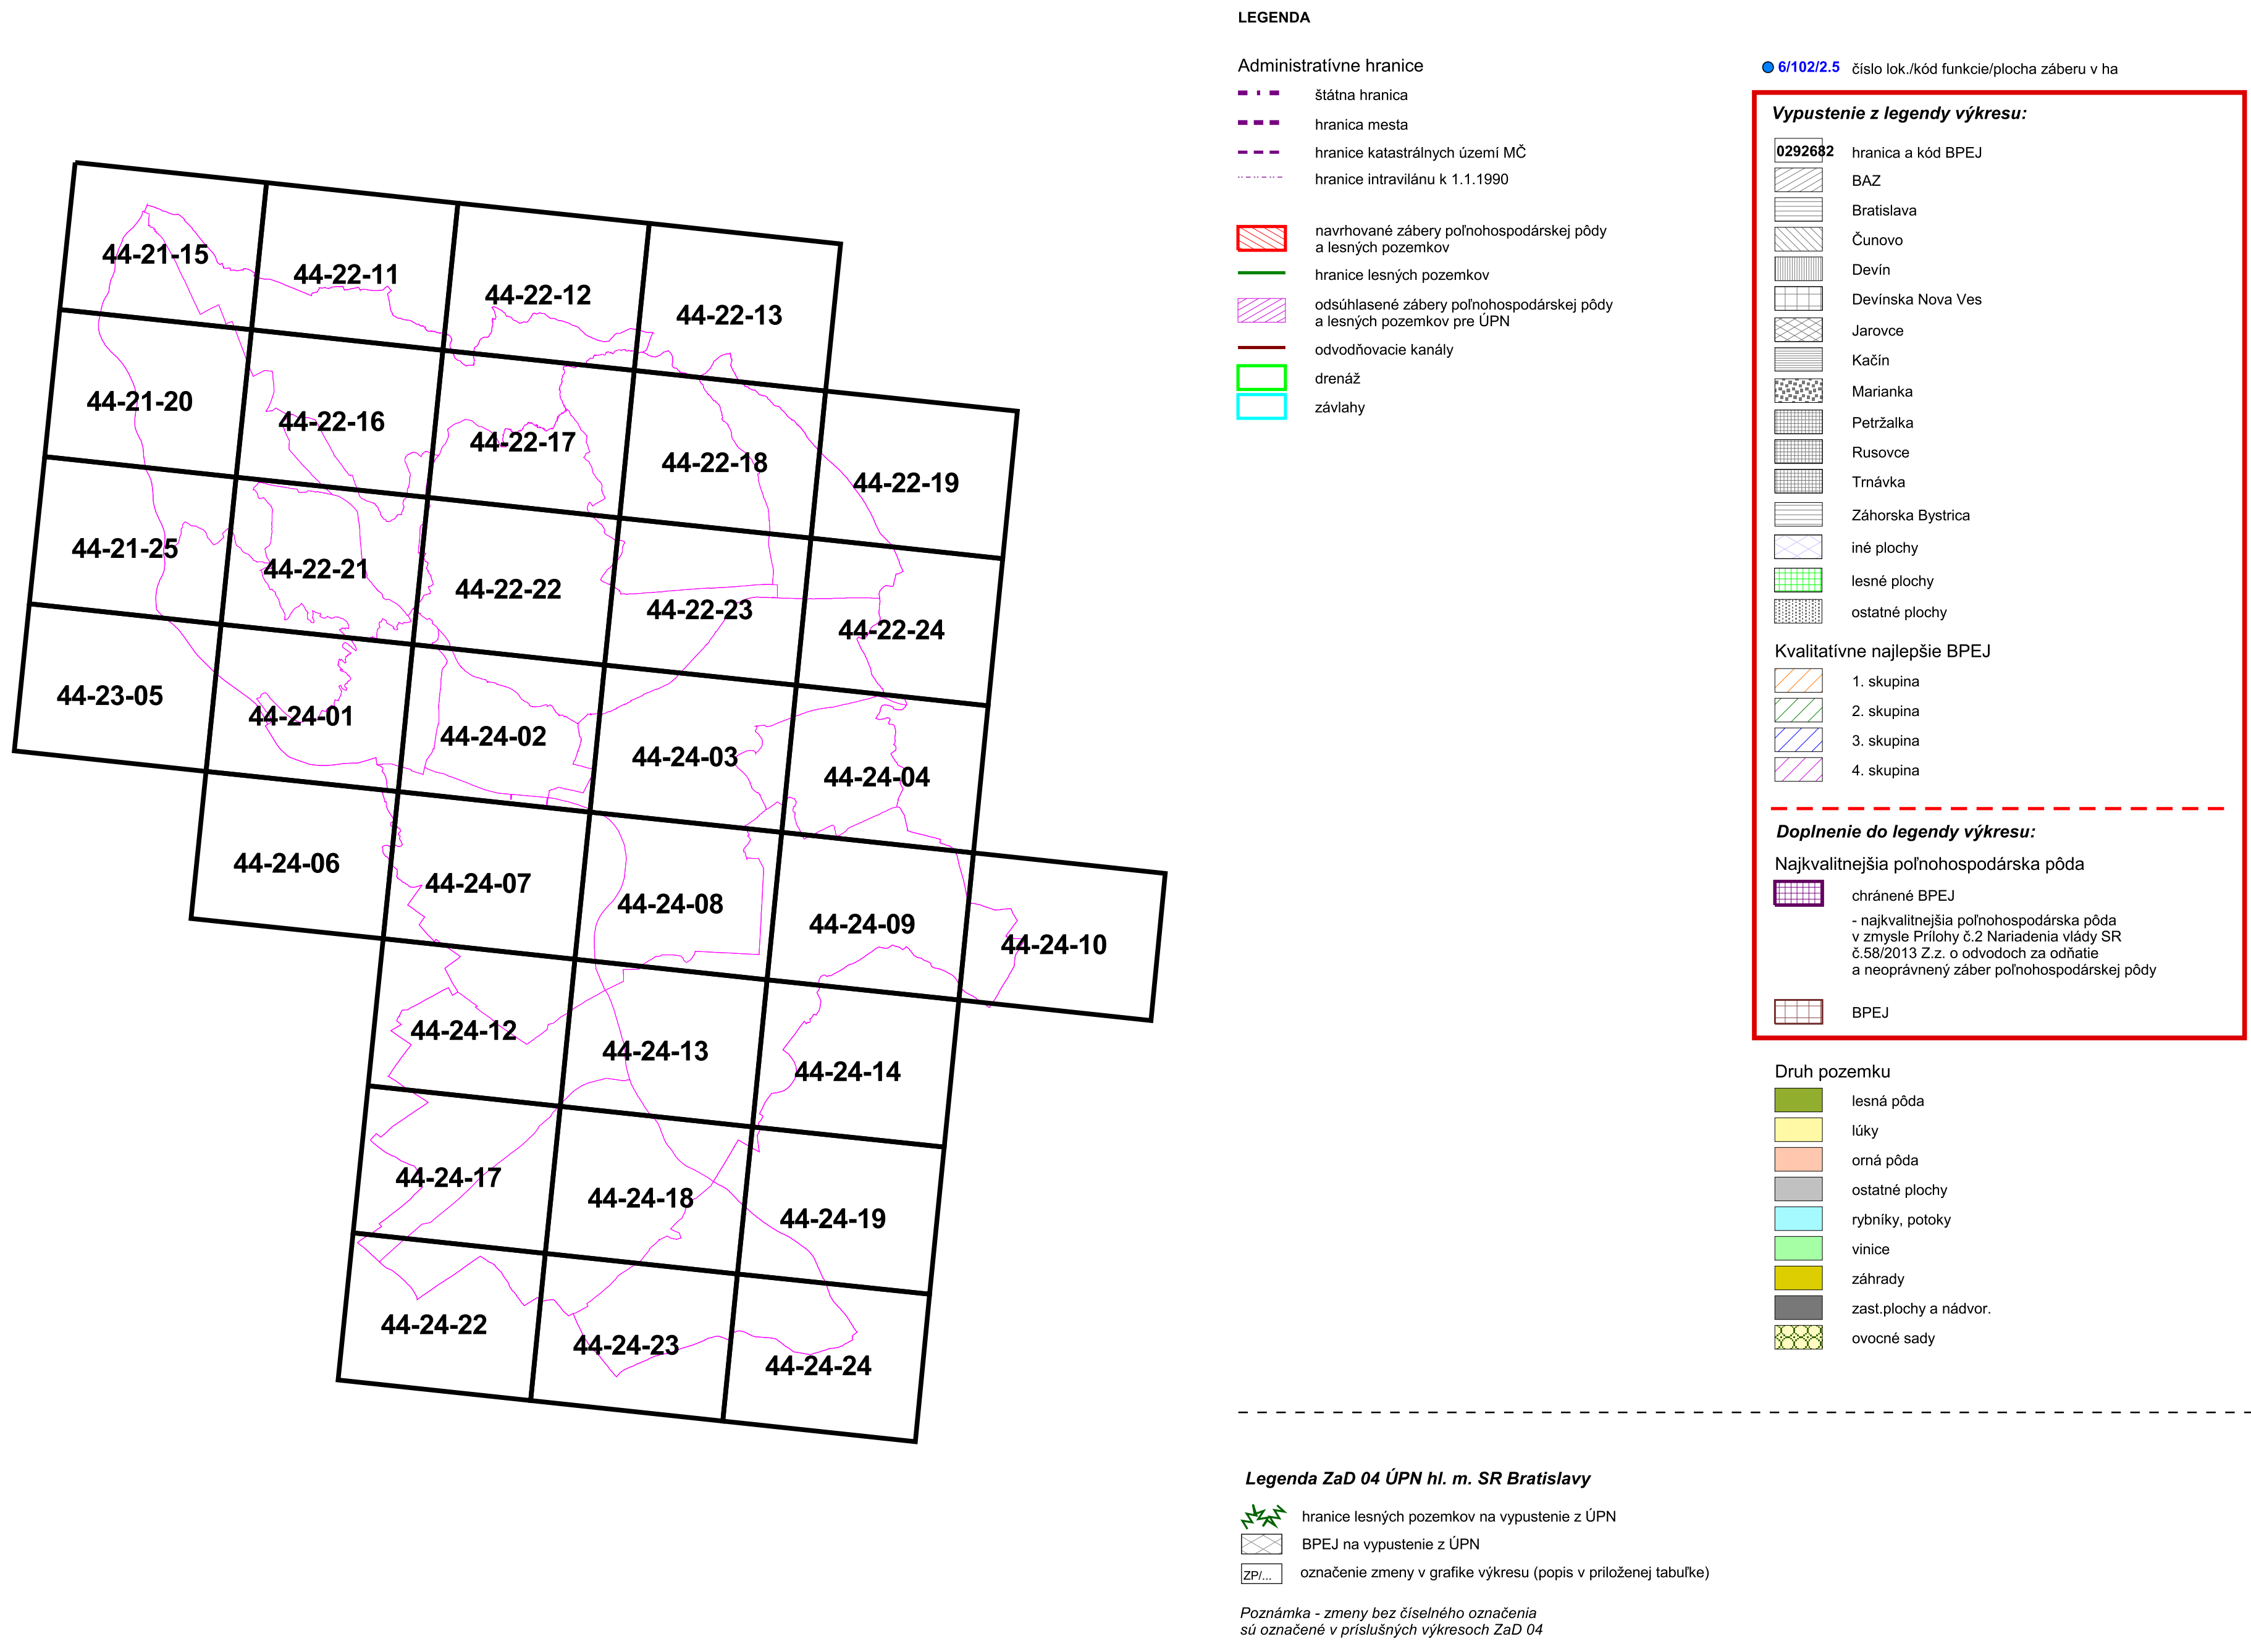 44-21-15
44-22-11
44-22-12
44-22-13
44-21-20
44-22-16
44-22-17
44-22-18
44-22-19
44-21-25
44-22-21
44-22-22
44-22-23
44-22-24
44-23-05
44-24-01
44-24-02
44-24-03
44-24-04
44-24-06
44-24-07
44-24-08
44-24-09
44-24-10
44-24-12
44-24-13
44-24-14
44-24-17
44-24-18
44-24-19
44-24-22
44-24-23
44-24-24
LEGENDA
Administratívne hranice
štátna hranica
hranica mesta
hranice katastrálnych území MČ
hranice intravilánu k 1.1.1990
navrhované zábery poľnohospodárskej pôdy
a lesných pozemkov
hranice lesných pozemkov
odsúhlasené zábery poľnohospodárskej pôdy
a lesných pozemkov pre ÚPN
odvodňovacie kanály
drenáž
závlahy
6/102/2.5 číslo lok./kód funkcie/plocha záberu v ha
Vypustenie z legendy výkresu:
0292682 hranica a kód BPEJ
BAZ
Bratislava
Čunovo
Devín
Devínska Nova Ves
Jarovce
Kačín
Marianka
Petržalka
Rusovce
Trnávka
Záhorska Bystrica
iné plochy
lesné plochy
ostatné plochy
Kvalitatívne najlepšie BPEJ
1. skupina
2. skupina
3. skupina
4. skupina
Doplnenie do legendy výkresu:
Najkvalitnejšia poľnohospodárska pôda
chránené BPEJ
- najkvalitnejšia poľnohospodárska pôda
v zmysle Prílohy č.2 Nariadenia vlády SR
č.58/2013 Z.z. o odvodoch za odňatie
a neoprávnený záber poľnohospodárskej pôdy
BPEJ
Druh pozemku
lesná pôda
lúky
orná pôda
ostatné plochy
rybníky, potoky
vinice
záhrady
zast.plochy a nádvor.
ovocné sady
Legenda ZaD 04 ÚPN hl. m. SR Bratislavy
hranice lesných pozemkov na vypustenie z ÚPN
BPEJ na vypustenie z ÚPN
ZP/... označenie zmeny v grafike výkresu (popis v priloženej tabuľke)
Poznámka - zmeny bez číselného označenia
sú označené v príslušných výkresoch ZaD 04